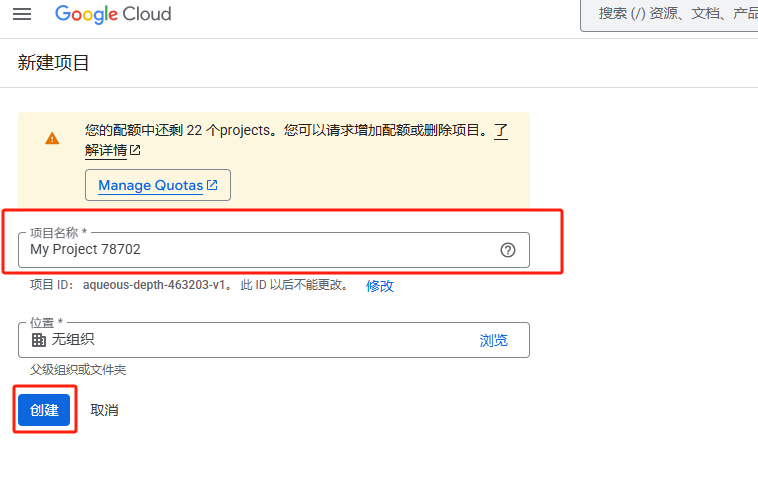 Google Cloud
搜索 (/) 资源、文档、产品
新建项目
您的配额中还剩 22 个projects。您可以请求增加配额或删除项目。了
解详情
Manage Quotas
项目名称 *
My Project 78702
项目 ID： aqueous-depth-463203-v1。 此 ID 以后不能更改。 修改
位置 *
无组织 浏览
父级组织或文件夹
创建 取消